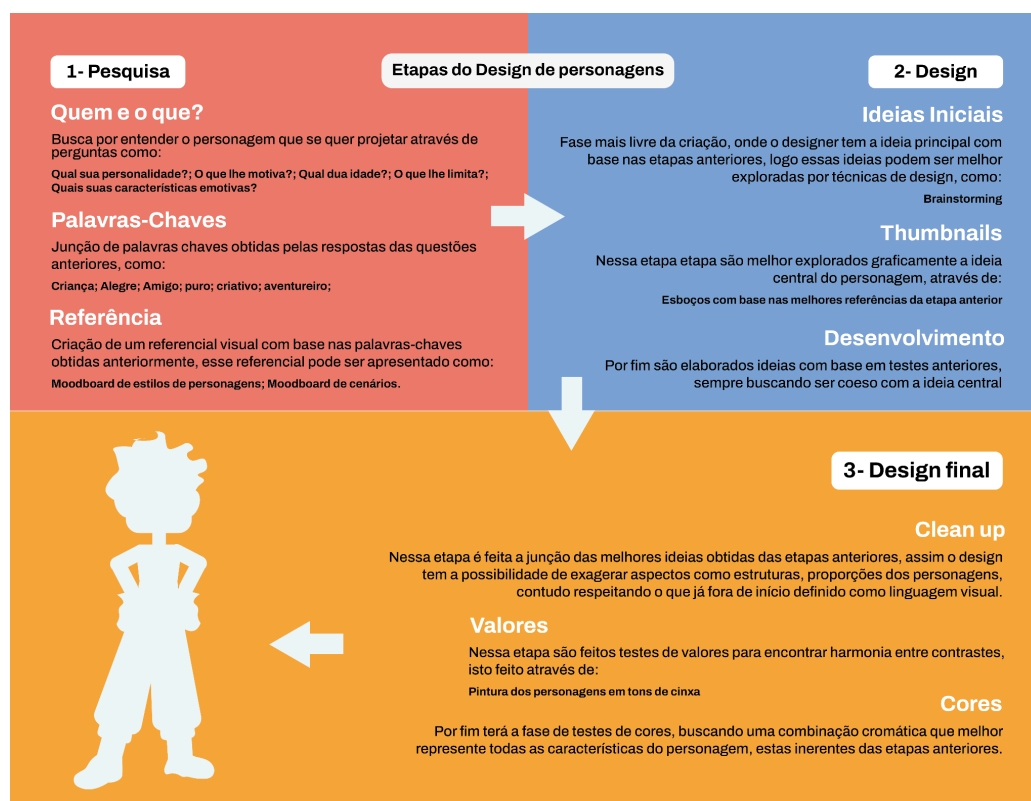 Etapas do Design de personagens
1- Pesquisa
Quem e o que?
Busca por entender o personagem que se quer projetar através de
perguntas como:
Qual sua personalidade?; O que lhe motiva?; Qual dua idade?; O que lhe limita?;
Quais suas características emotivas?
Palavras-Chaves
Junção de palavras chaves obtidas pelas respostas das questões
anteriores, como:
Criança; Alegre; Amigo; puro; criativo; aventureiro;
Referência
Criação de um referencial visual com base nas palavras-chaves
obtidas anteriormente, esse referencial pode ser apresentado como:
Moodboard de estilos de personagens; Moodboard de cenários.
2- Design
Ideias Iniciais
Fase mais livre da criação, onde o designer tem a ideia principal com
base nas etapas anteriores, logo essas ideias podem ser melhor
exploradas por técnicas de design, como:
Brainstorming
Thumbnails
Nessa etapa etapa são melhor explorados graficamente a ideia
central do personagem, através de:
Esboços com base nas melhores referências da etapa anterior
Desenvolvimento
Por fim são elaborados ideias com base em testes anteriores,
sempre buscando ser coeso com a ideia central
3- Design final
Clean up
Nessa etapa é feita a junção das melhores ideias obtidas das etapas anteriores, assim o design
tem a possibilidade de exagerar aspectos como estruturas, proporções dos personagens,
contudo respeitando o que já fora de início definido como linguagem visual.
Valores
Nessa etapa são feitos testes de valores para encontrar harmonia entre contrastes,
isto feito através de:
Pintura dos personagens em tons de cinxa
Cores
Por fim terá a fase de testes de cores, buscando uma combinação cromática que melhor
represente todas as características do personagem, estas inerentes das etapas anteriores.